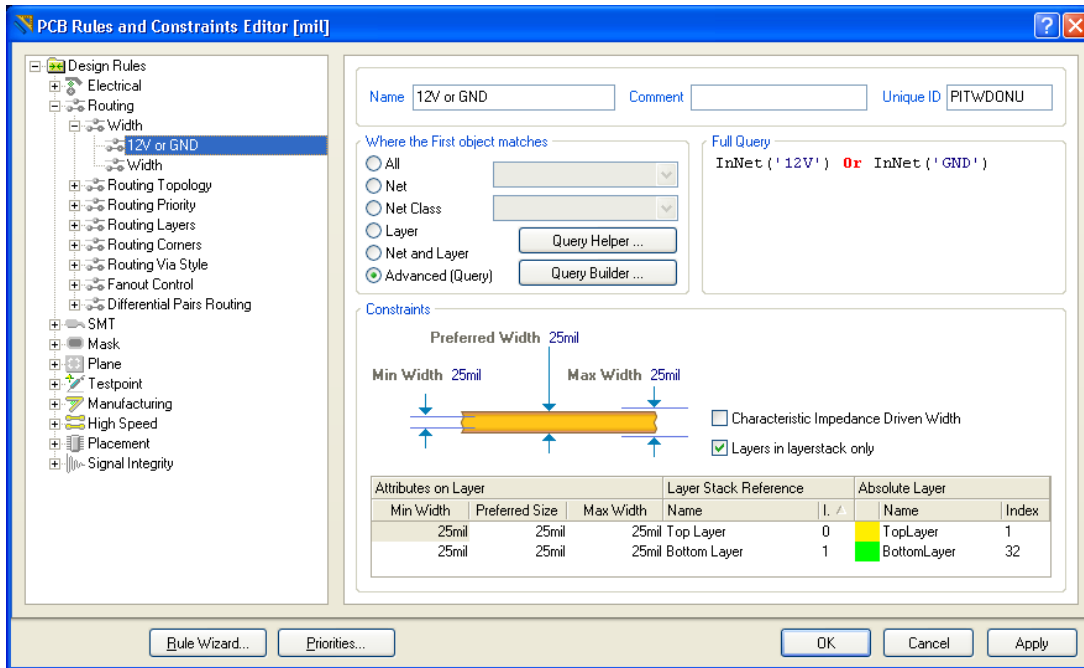 PCB Rules and Constraints Editor [mil]
Design Rules
Electrical
Routing
Width
12V or GND
Width
Routing Topology
Routing Priority
Routing Layers
Routing Corners
Routing Via Style
Fanout Control
Differential Pairs Routing
SMT
Mask
Plane
Testpoint
Manufacturing
High Speed
Placement
Signal Integrity
Name 12V or GND Comment Unique ID PITWDONU
Where the First object matches
All
Net
Net Class
Layer
Net and Layer
Advanced (Query)
Query Helper ...
Query Builder ...
Full Query
InNet('12V') Or InNet('GND')
Constraints
Preferred Width 25mil
Min Width 25mil Max Width 25mil
Characteristic Impedance Driven Width
Layers in layerstack only
Attributes on Layer Layer Stack Reference Absolute Layer
Min Width Preferred Size Max Width Name I. Name Index
25mil 25mil 25mil Top Layer 0 TopLayer 1
25mil 25mil 25mil Bottom Layer 1 BottomLayer 32
Rule Wizard... Priorities... OK Cancel Apply